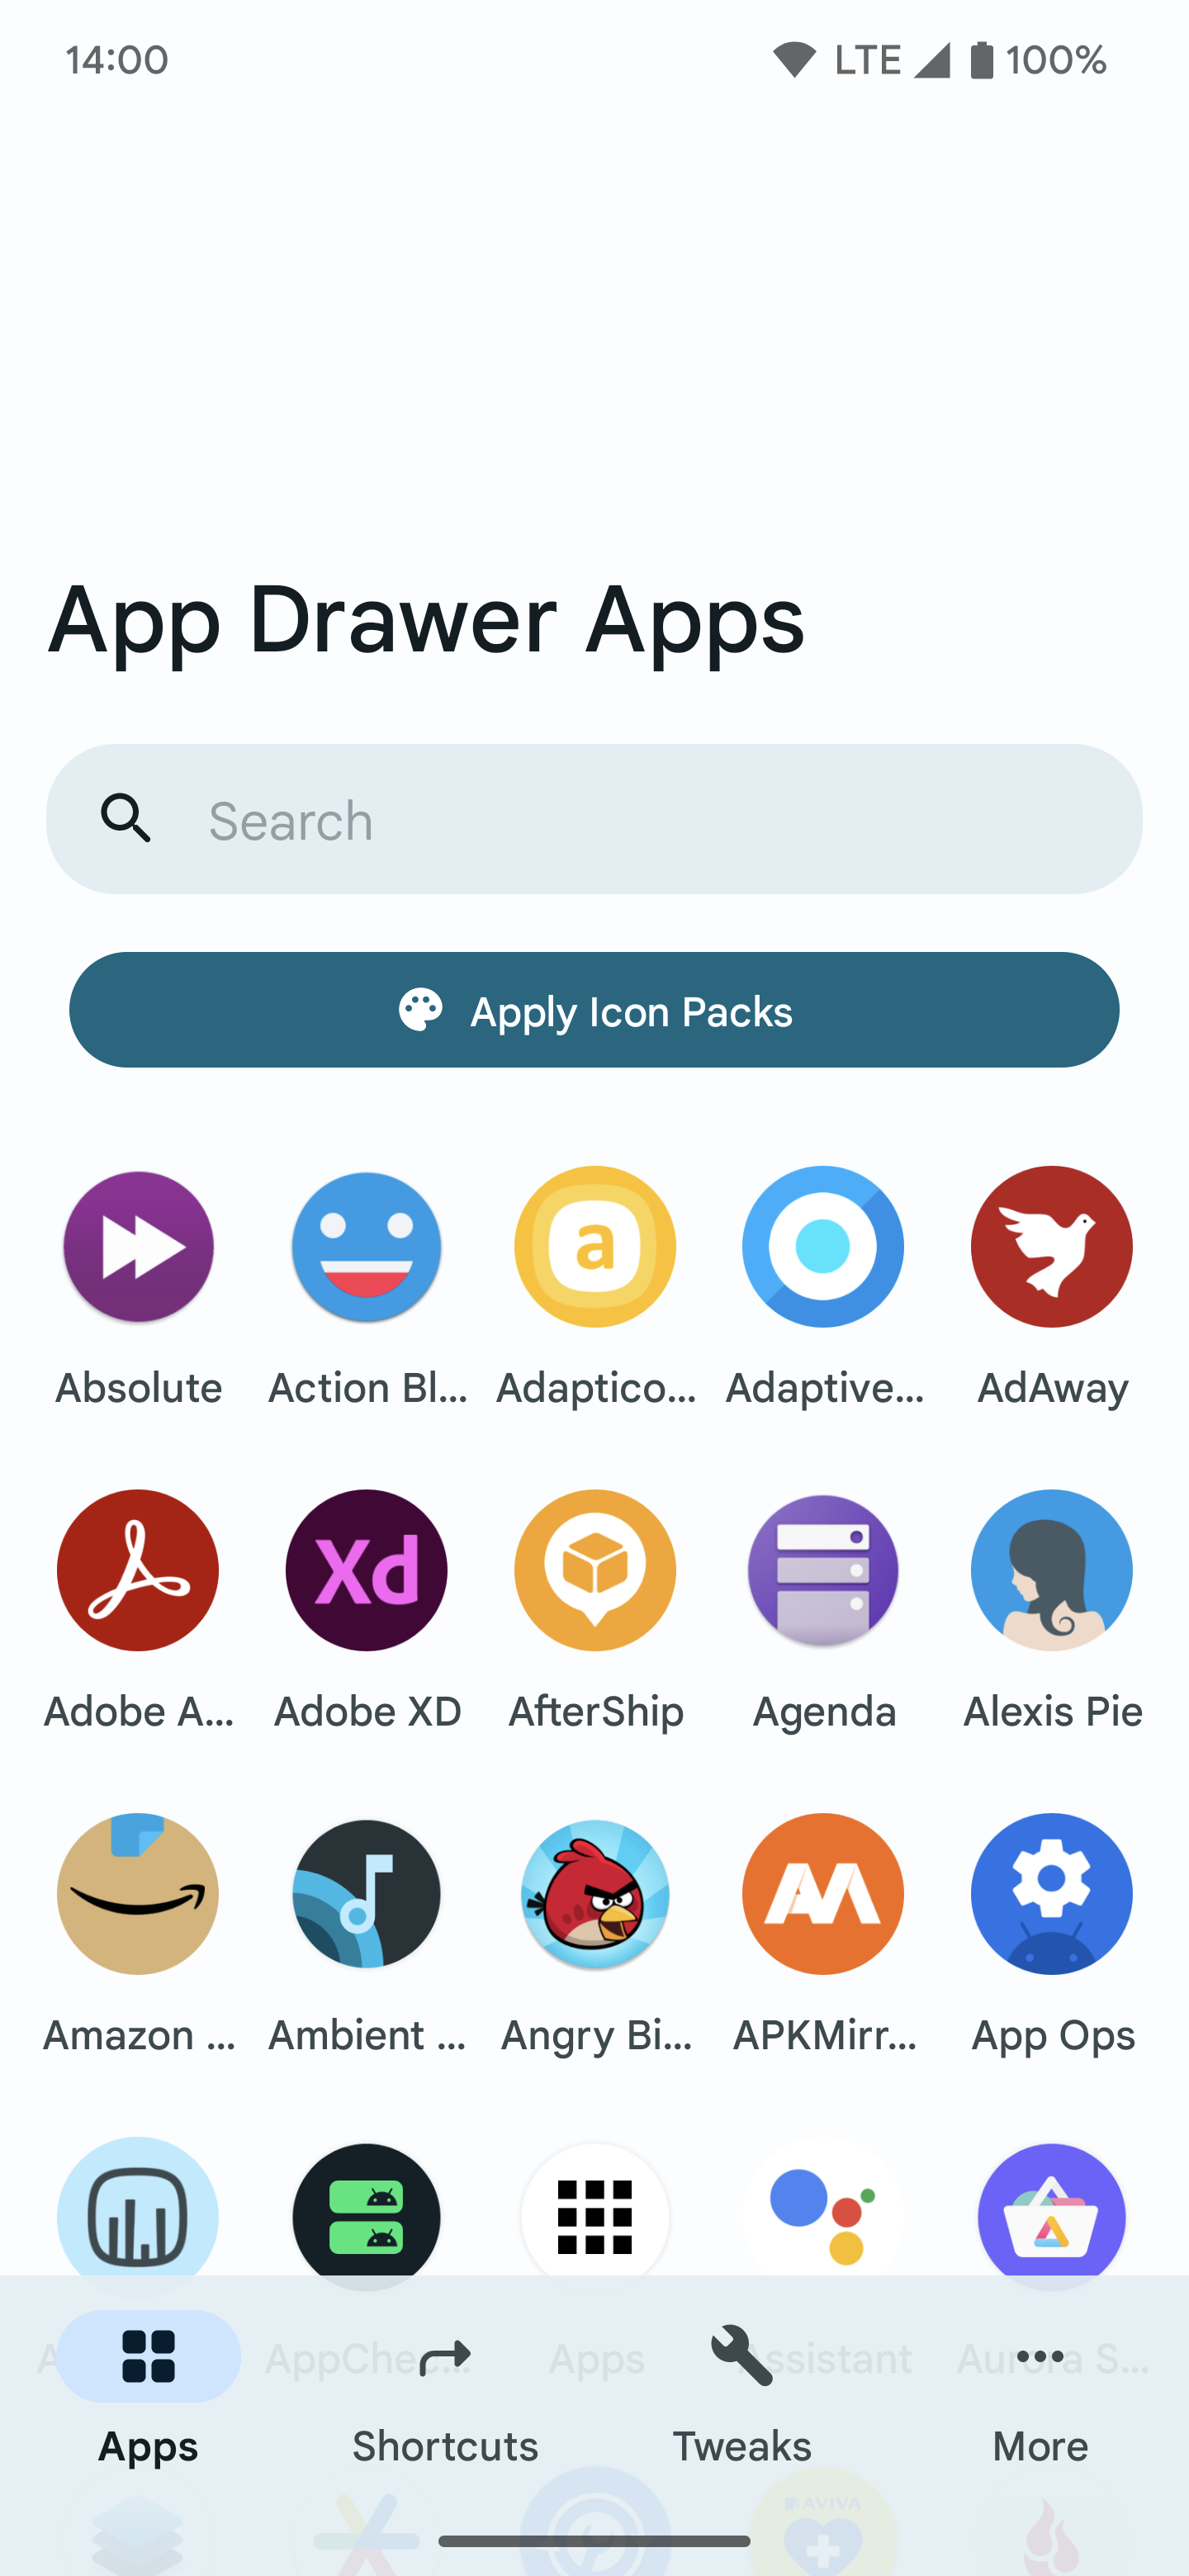 14:00 LTE 100%
App Drawer Apps
Search
Apply Icon Packs
a
Absolute Action Bl... Adaptico... Adaptive... AdAway
Xd
Adobe A... Adobe XD AfterShip Agenda Alexis Pie
Amazon ... Ambient ... Angry Bi... APKMirr... App Ops
A AppChe... Apps Assistant Aurora S...
Apps Shortcuts Tweaks More
AVIVA